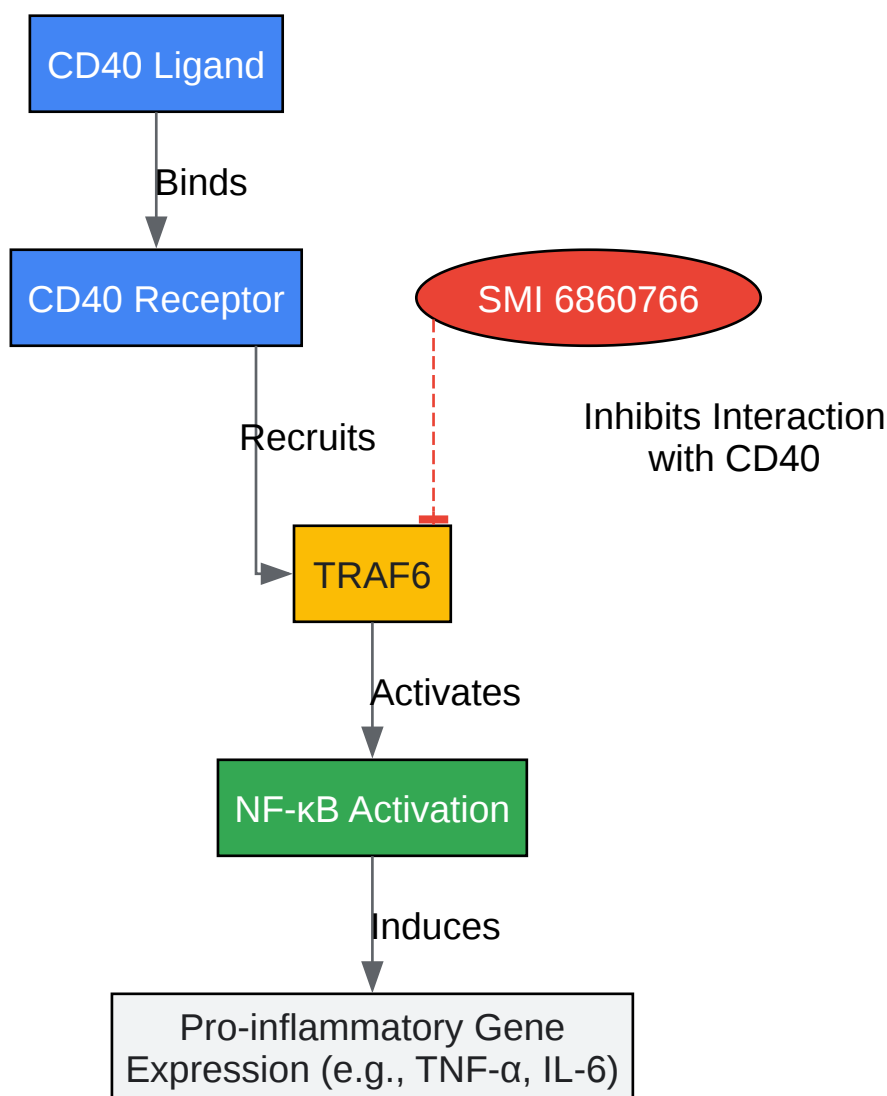 CD40 Ligand
Binds
CD40 Receptor
SMI 6860766
Inhibits Interaction
with CD40
Recruits
TRAF6
Activates
NF-κB Activation
Induces
Pro-inflammatory Gene
Expression (e.g., TNF-α, IL-6)